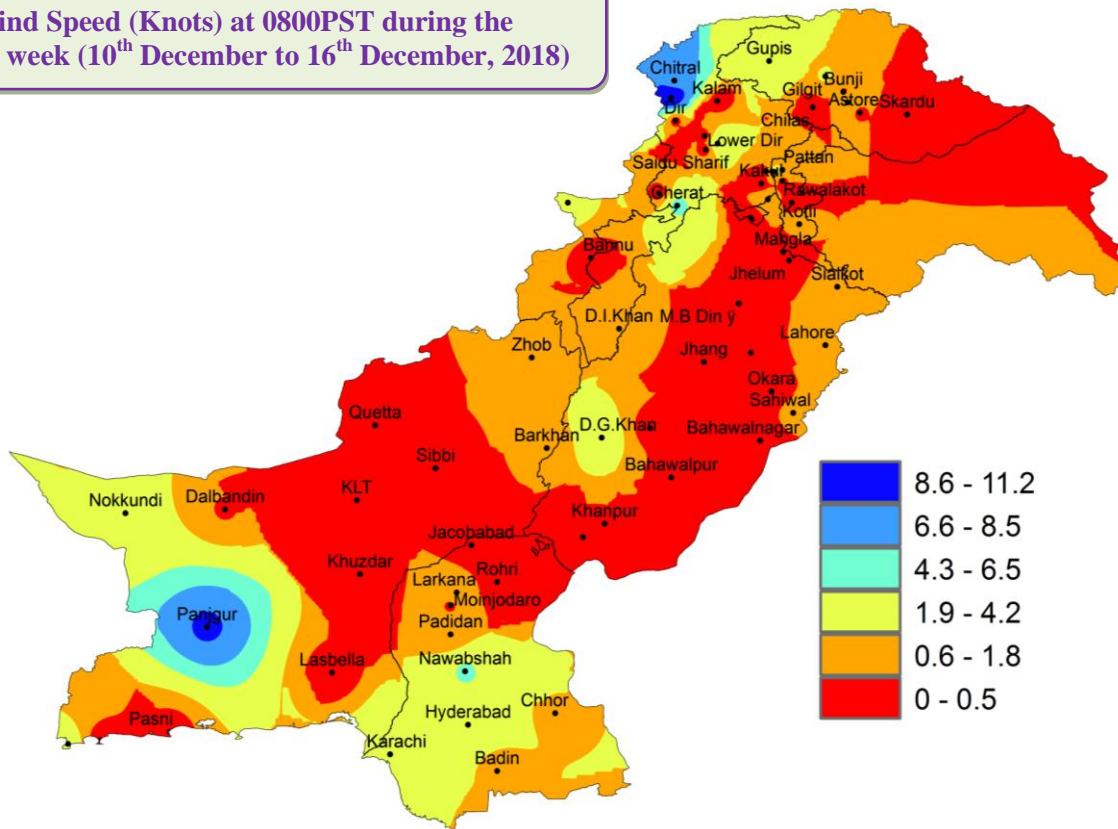 ind Speed (Knots) at 0800PST during the
week (10th December to 16th December, 2018)
Gupis
Chitral
Bunji
Kalam
Gilgit
Astore
Skardu
Dir
Chilas
Lower Dir
Pattan
Saidu Sharif
Kakul
Rawalakot
Cherat
Kotli
Mangla
Bannu
Jhelum
Sialkot
D.I.Khan
M.B Din ÿ
Lahore
Zhob
Jhang
Okara
Sahiwal
Quetta
D.G.Khan
Bahawalnagar
Barkhan
Sibbi
Bahawalpur
Nokkundi
Dalbandin
KLT
Khanpur
Jacobabad
Khuzdar
Larkana
Rohri
Moinjodaro
Panjgur
Padidan
Lasbella
Nawabshah
Chhor
Pasni
Hyderabad
Karachi
Badin
8.6 - 11.2
6.6 - 8.5
4.3 - 6.5
1.9 - 4.2
0.6 - 1.8
0 - 0.5